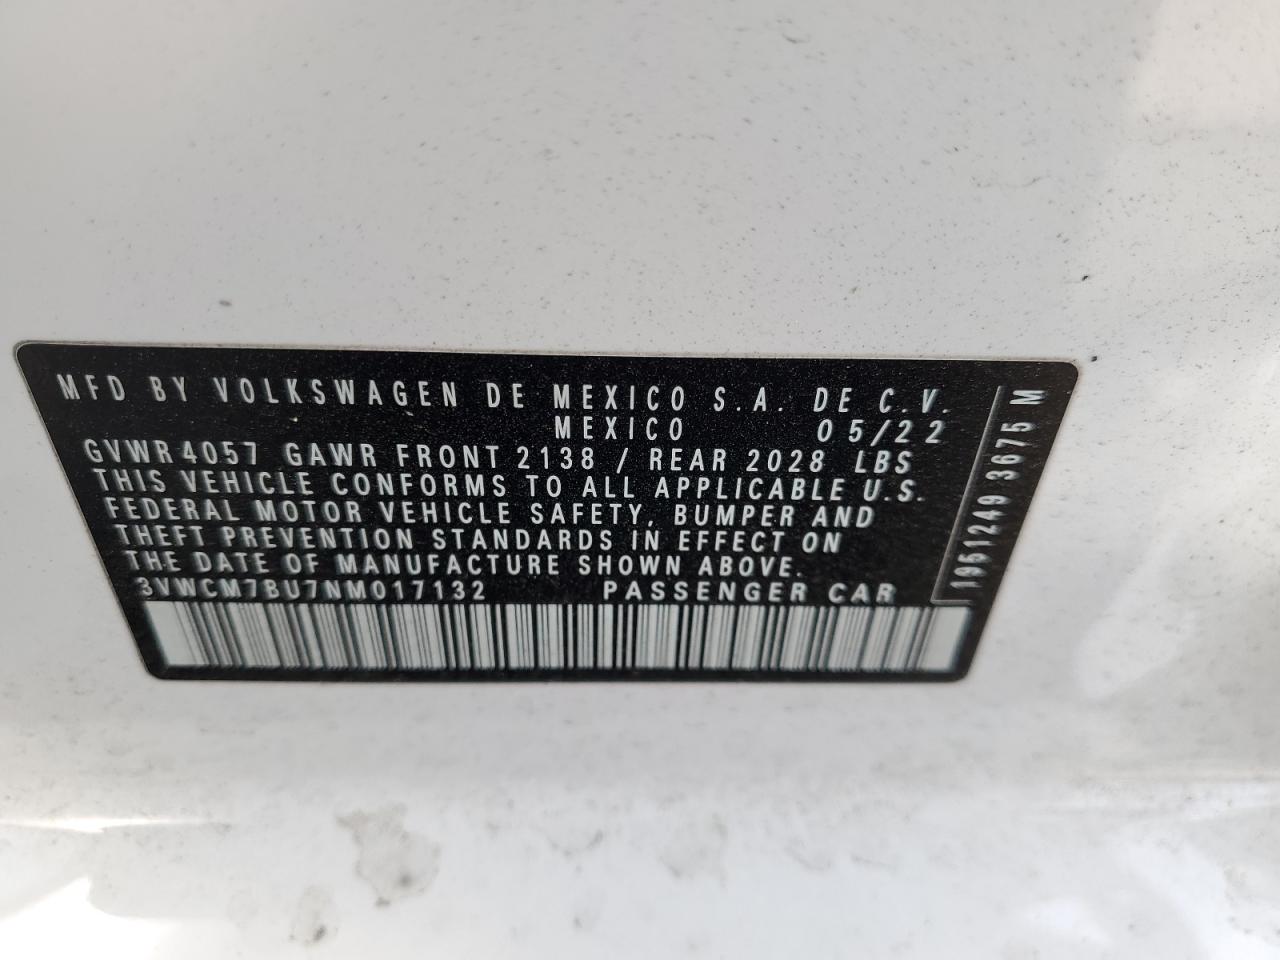 MFD BY VOLKSWAGEN DE MEXICO S.A. DE C.V.
MEXICO 05/22
GVWR 4057 GAWR FRONT 2138 / REAR 2028 LBS
THIS VEHICLE CONFORMS TO ALL APPLICABLE U.S.
FEDERAL MOTOR VEHICLE SAFETY, BUMPER AND
THEFT PREVENTION STANDARDS IN EFFECT ON
THE DATE OF MANUFACTURE SHOWN ABOVE.
3VWCM7BU7NM017132 PASSENGER CAR
1951249 3675 M